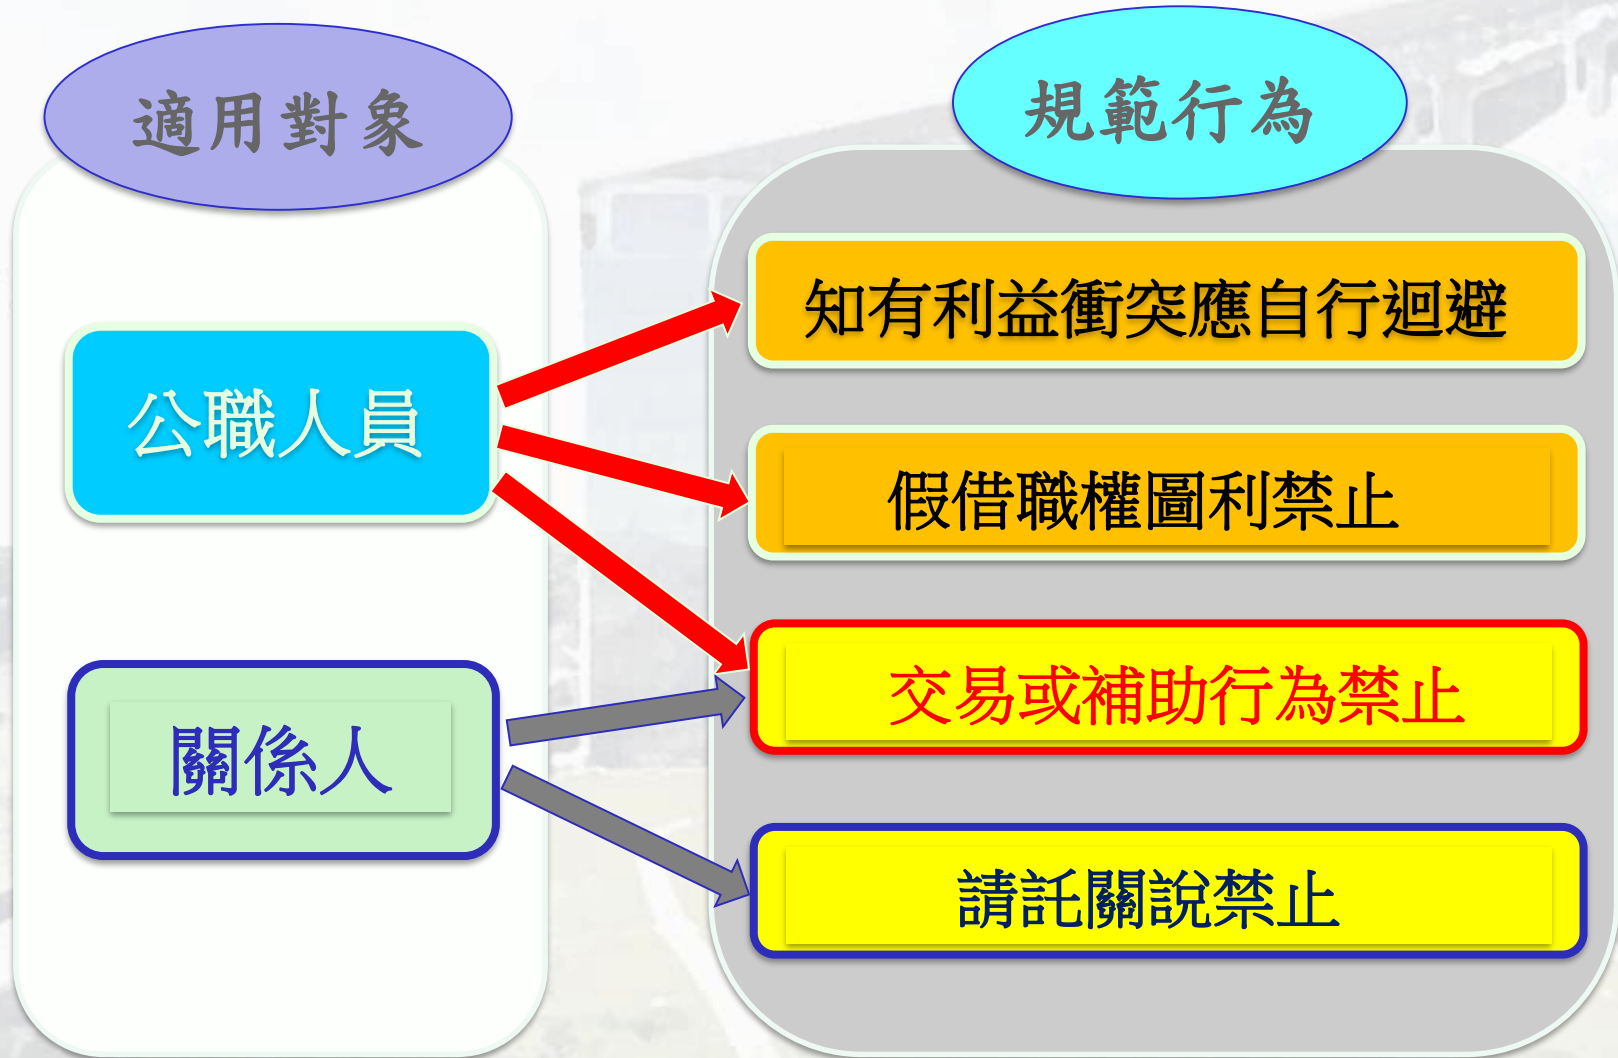 適用對象
規範行為
公職人員
關係人
知有利益衝突應自行迴避
假借職權圖利禁止
交易或補助行為禁止
請託關說禁止